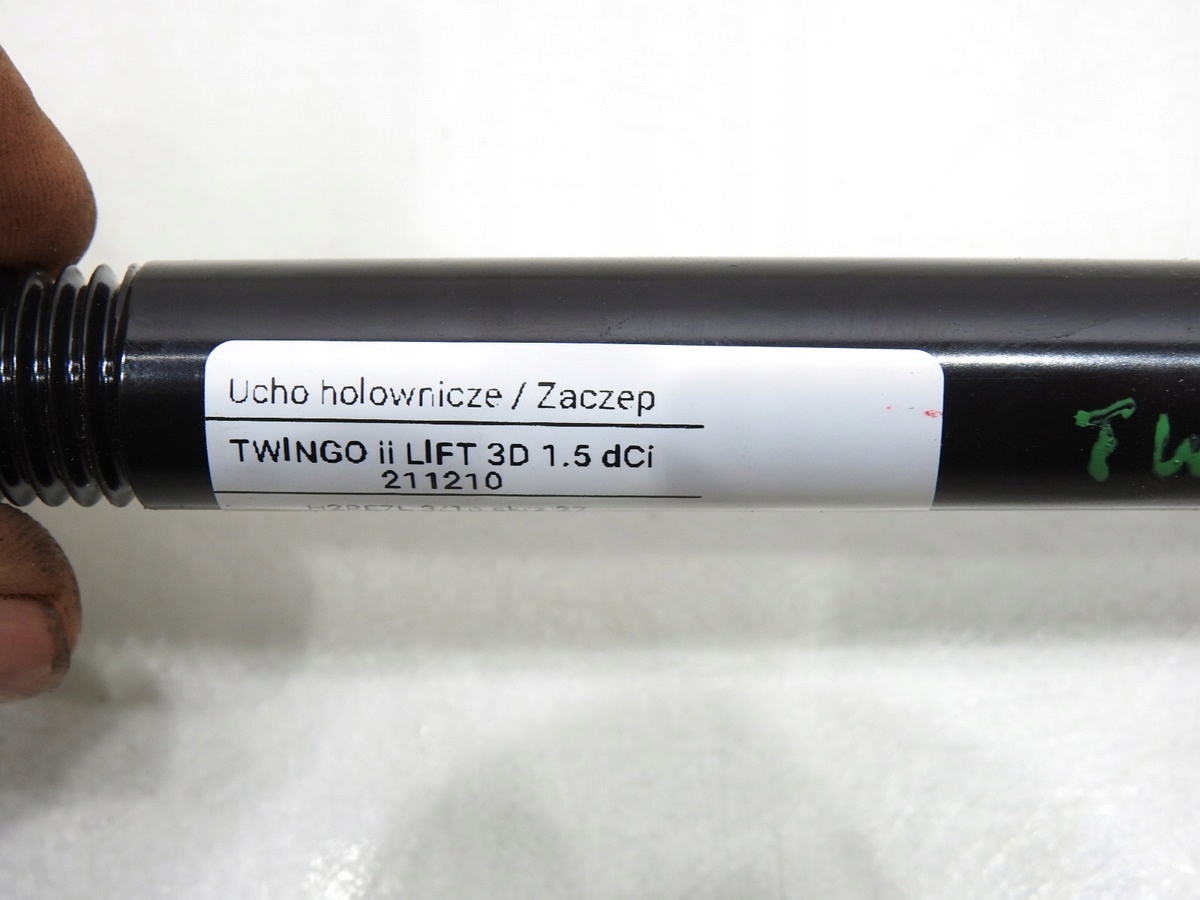 Ucho holownicze / Zaczep
TWINGO ii LIFT 3D 1.5 dCi
211210